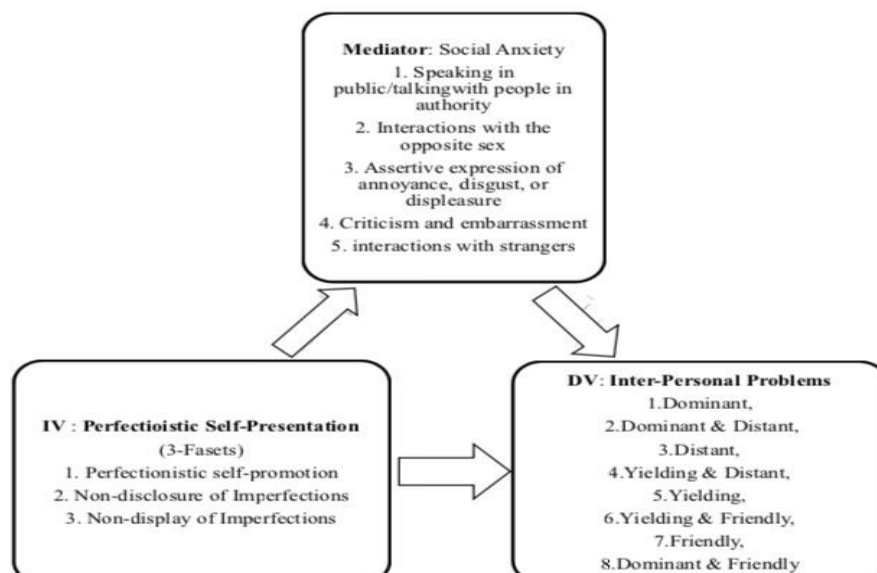 Mediator: Social Anxiety
1. Speaking in
public/talkingwith people in
authority
2. Interactions with the
opposite sex
3. Assertive expression of
annoyance, disgust, or
displeasure
4. Criticism and embarrassment
5. interactions with strangers
IV : Perfectioistic Self-Presentation
(3-Fasets)
1. Perfectionistic self-promotion
2. Non-disclosure of Imperfections
3. Non-display of Imperfections
DV: Inter-Personal Problems
1.Dominant,
2.Dominant & Distant,
3.Distant,
4.Yielding & Distant,
5.Yielding,
6.Yielding & Friendly,
7.Friendly,
8.Dominant & Friendly